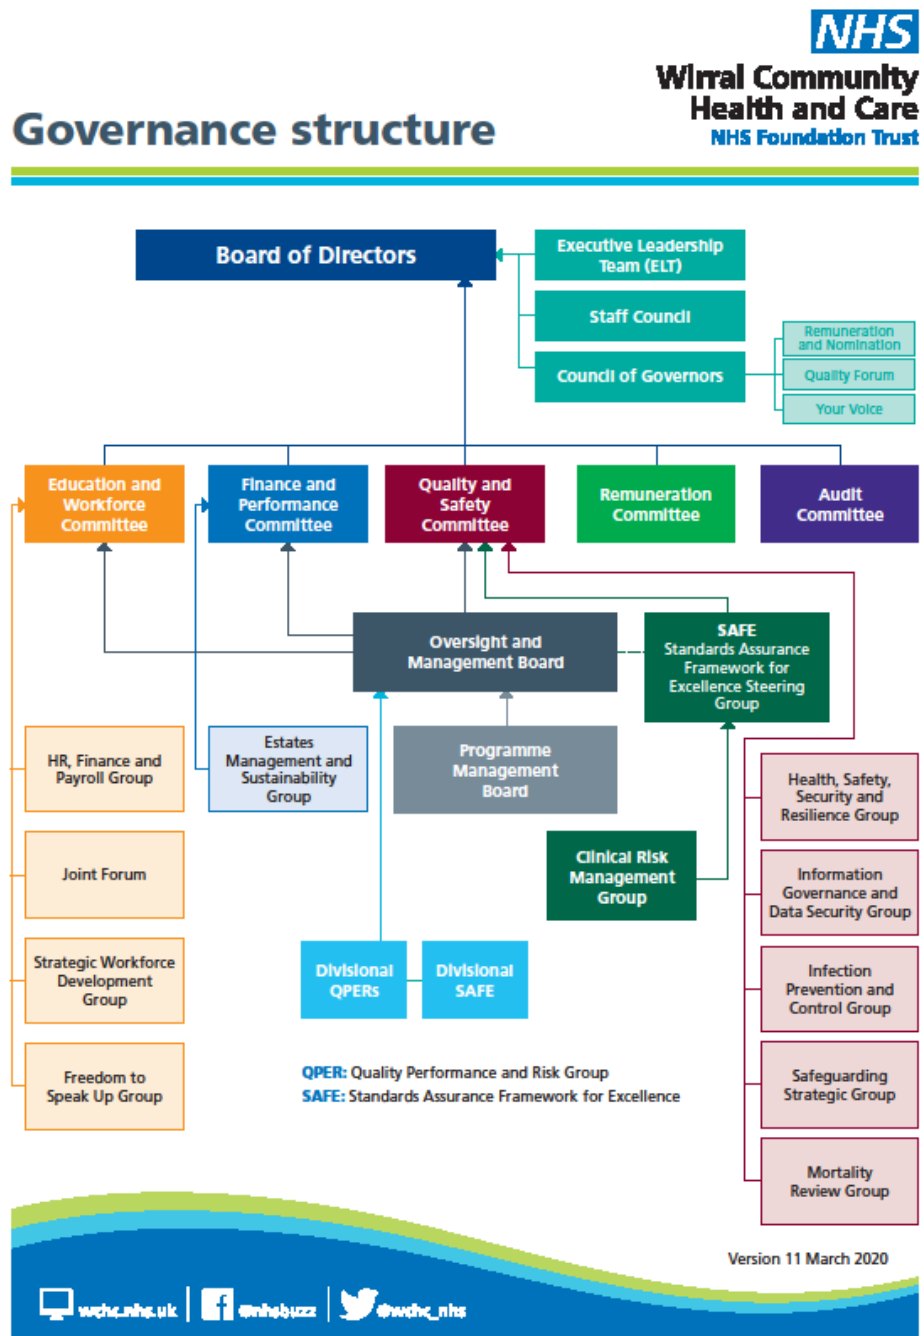 NHS
Wirral Community
Health and Care
NHS Foundation Trust
Governance structure
Board of Directors
Executive Leadership
Team (ELT)
Staff Council
Council of Governors
Remuneration
and Nomination
Quality Forum
Your Voice
Education and
Workforce
Committee
Finance and
Performance
Committee
Quality and
Safety
Committee
Remuneration
Committee
Audit
Committee
Oversight and
Management Board
SAFE
Standards Assurance
Framework for
Excellence Steering
Group
HR, Finance and
Payroll Group
Estates
Management and
Sustainability
Group
Programme
Management
Board
Health, Safety,
Security and
Resilience Group
Joint Forum
Clinical Risk
Management
Group
Information
Governance and
Data Security Group
Strategic Workforce
Development
Group
Divisional
QPERs
Divisional
SAFE
Infection
Prevention and
Control Group
Freedom to
Speak Up Group
QPER: Quality Performance and Risk Group
SAFE: Standards Assurance Framework for Excellence
Safeguarding
Strategic Group
Mortality
Review Group
Version 11 March 2020
wchc.nhs.uk
@nhsbuzz
@wchc_nhs